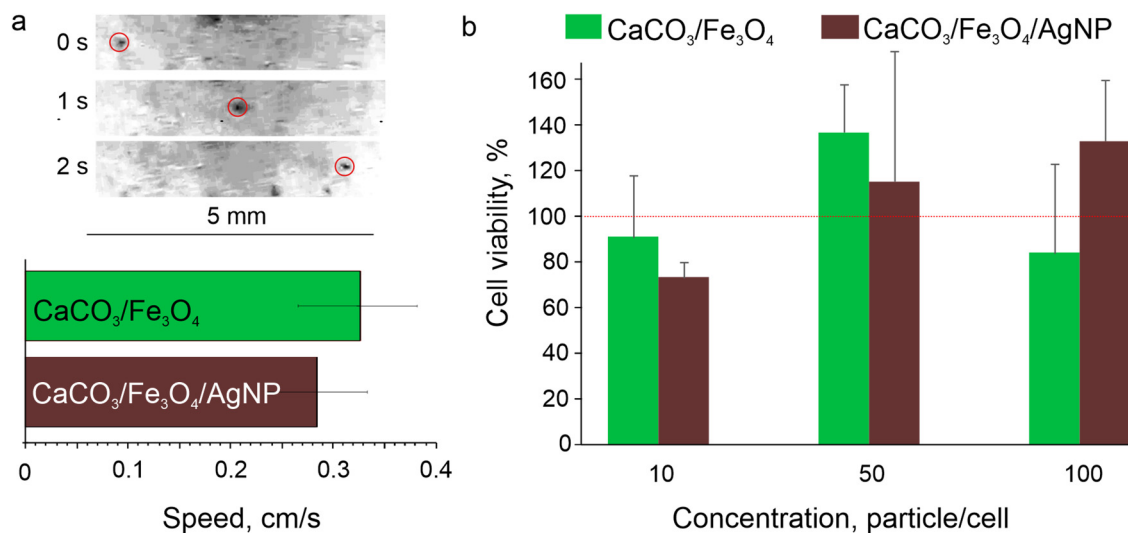 a
0 s
1 s
2 s
5 mm
CaCO₃/Fe₃O₄
CaCO₃/Fe₃O₄/AgNP
0 0.1 0.2 0.3 0.4
Speed, cm/s
b
CaCO₃/Fe₃O₄ CaCO₃/Fe₃O₄/AgNP
Cell viability, %
160
140
120
100
80
60
40
20
0
10 50 100
Concentration, particle/cell